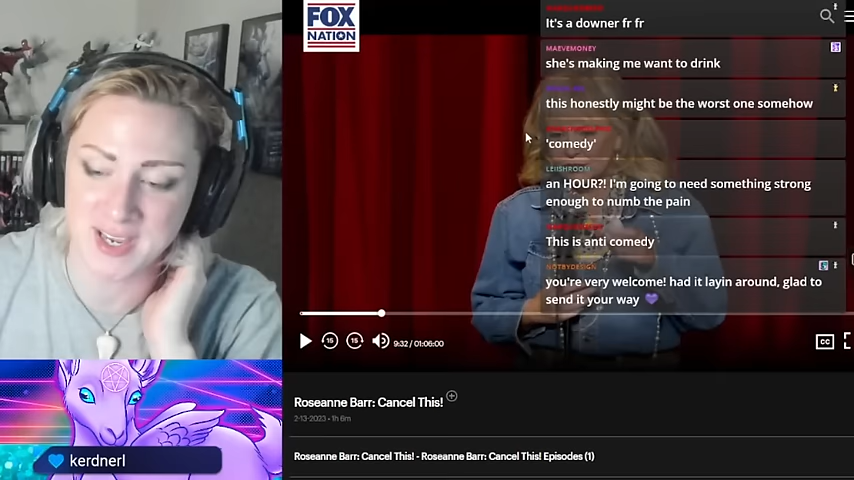 FOX
NATION
It's a downer fr fr
MAEVEMONEY
she's making me want to drink
this honestly might be the worst one somehow
'comedy'
LEIISHROOM
an HOUR?! I'm going to need something strong
enough to numb the pain
This is anti comedy
NOTRYDESIGN
you're very welcome! had it layin around, glad to
send it your way
15
15
9:32 / 01:06:00
CC
Roseanne Barr: Cancel This!
2-13-2023 • 1h 6m
Roseanne Barr: Cancel This! - Roseanne Barr: Cancel This! Episodes (1)
kerdnerl